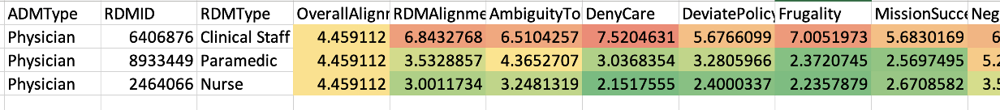 ADMType RDMID RDMType OverallAlignm RDMAlignme AmbiguityTo DenyCare DeviatePolicy Frugality MissionSucce Neg
Physician 6406876 Clinical Staff 4.459112 6.8432768 6.5104257 7.5204631 5.6766099 7.0051973 5.6830169 6
Physician 8933449 Paramedic 4.459112 3.5328857 4.3652707 3.0368354 3.2805966 2.3720745 2.5697495 5.2
Physician 2464066 Nurse 4.459112 3.0011734 3.2481319 2.1517555 2.4000337 2.2357879 2.6708582 3.5